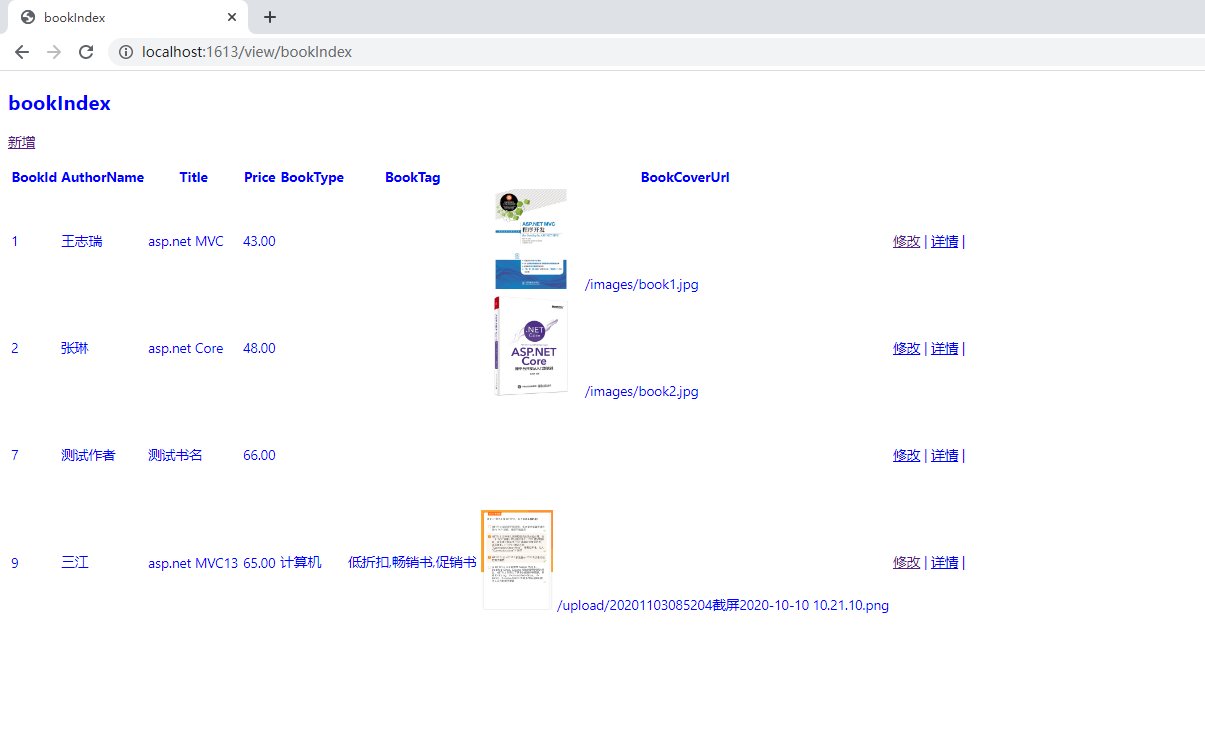 bookIndex
localhost:1613/view/bookIndex
bookIndex
新增
BookId AuthorName Title Price BookType BookTag BookCoverUrl
ASP.NET MVC
程序开发
1 王志瑞 asp.net MVC 43.00 /images/book1.jpg 修改 | 详情 |
.NET
Core
ASP.NET
Core
2 张琳 asp.net Core 48.00 /images/book2.jpg 修改 | 详情 |
7 测试作者 测试书名 66.00 修改 | 详情 |
9 三江 asp.net MVC13 65.00 计算机 低折扣,畅销书,促销书 /upload/20201103085204截屏2020-10-10 10.21.10.png 修改 | 详情 |